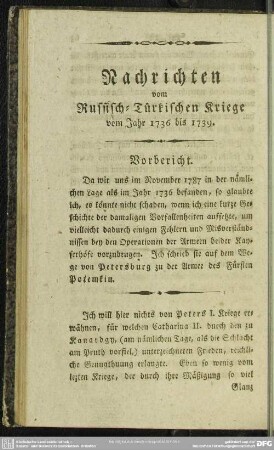 Nachrichten
vom
Russisch-Türkischen Kriege
vom Jahr 1736 bis 1739.
Vorbericht.
Da wir uns im November 1787 in der nämli-
chen Lage als im Jahr 1736 befanden, so glaubte
ich, es könnte nicht schaden, wenn ich eine kurze Ge-
schichte der damaligen Vorfallenheiten aufsetzte, um
vielleicht dadurch einigen Fehlern und Misverständ-
nissen bey den Operationen der Armeen beider Kay-
serhöfe vorzubeugen. Ich schrieb sie auf dem We-
ge von Petersburg zu der Armee des Fürsten
Potemkin.
Ich will hier nichts von Peters I. Kriege er-
wähnen, für welchen Catharina II. durch den zu
Kanardgy, (am nämlichen Tage, als die Schlacht
am Pruth vorfiel,) unterzeichneten Frieden, reichli-
che Genugthuung erlangte. Eben so wenig vom
lezten Kriege, der durch ihr Mäßigung so viel
Glanz